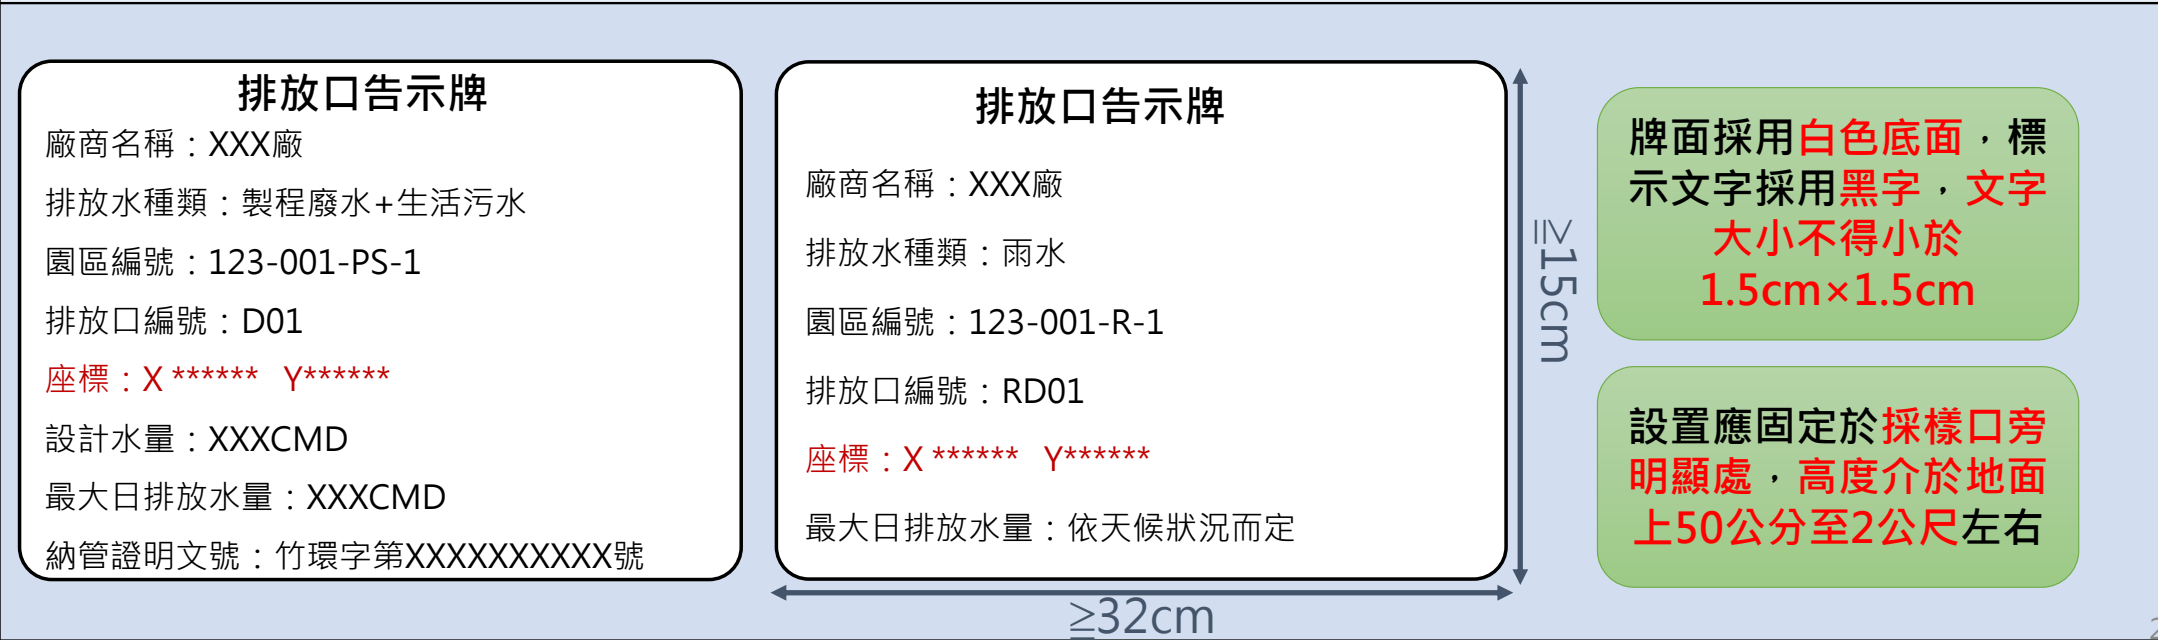 排放口告示牌
廠商名稱：XXX廠
排放水種類：製程廢水+生活污水
園區編號：123-001-PS-1
排放口編號：D01
座標：X ****** Y******
設計水量：XXXCMD
最大日排放水量：XXXCMD
納管證明文號：竹環字第XXXXXXXXXX號
排放口告示牌
廠商名稱：XXX廠
排放水種類：雨水
園區編號：123-001-R-1
排放口編號：RD01
座標：X ****** Y******
最大日排放水量：依天候狀況而定
≧15cm
≧32cm
牌面採用白色底面，標
示文字採用黑字，文字
大小不得小於
1.5cm×1.5cm
設置應固定於採樣口旁
明顯處，高度介於地面
上50公分至2公尺左右